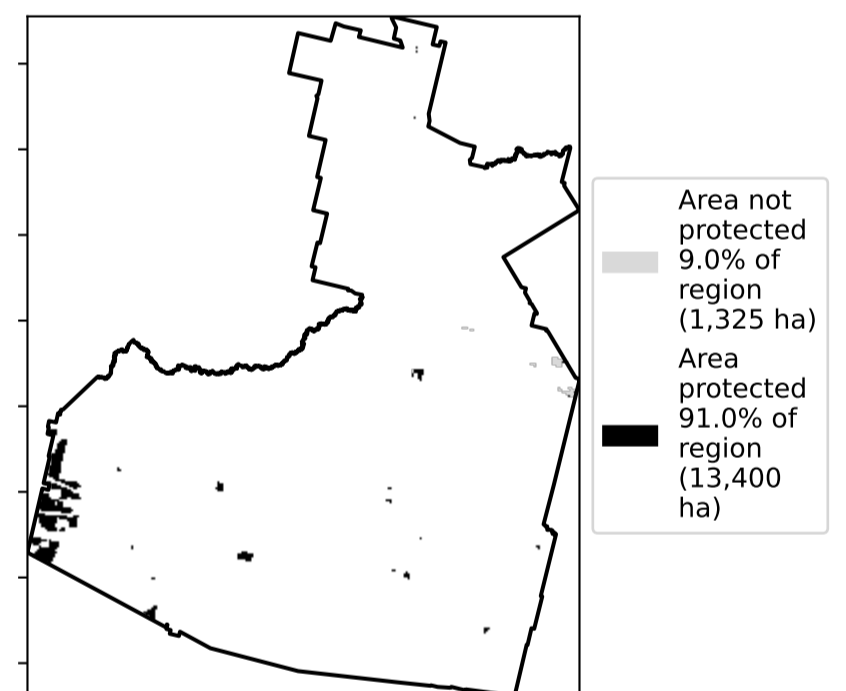 Area not
protected
9.0% of
region
(1,325 ha)
Area
protected
91.0% of
region
(13,400
ha)